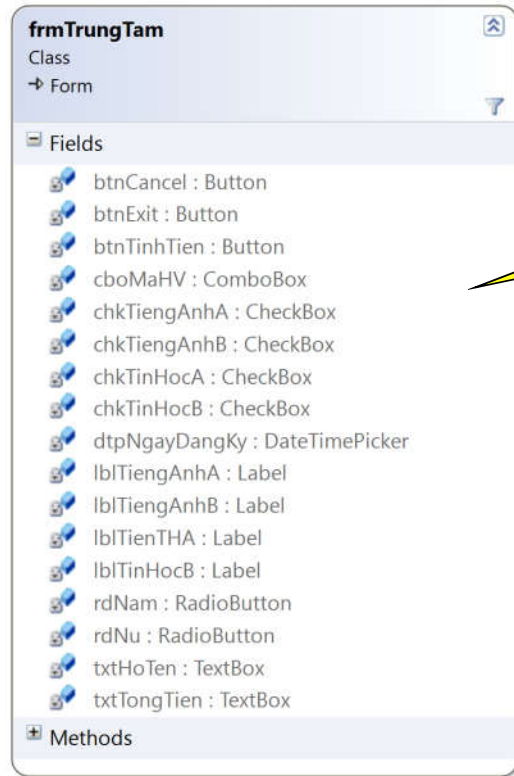 frmTrungTam
Class
Form
Fields
btnCancel : Button
btnExit : Button
btnTinhTien : Button
cboMaHV : ComboBox
chkTiengAnhA : CheckBox
chkTiengAnhB : CheckBox
chkTinHocA : CheckBox
chkTinHocB : CheckBox
dtpNgayDangKy : DateTimePicker
lblTiengAnhA : Label
lblTiengAnhB : Label
lblTienTHA : Label
lblTinHocB : Label
rdNam : RadioButton
rdNu : RadioButton
txtHoTen : TextBox
txtTongTien : TextBox
Methods